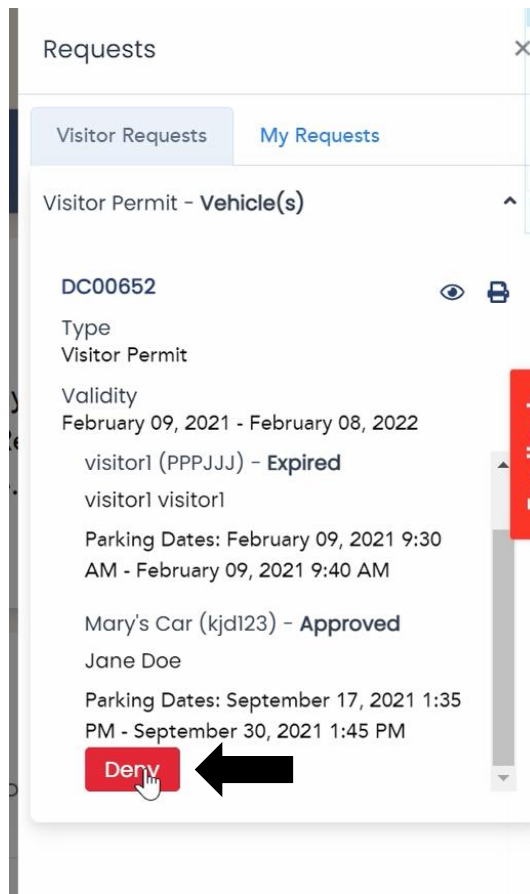 Requests
Visitor Requests
My Requests
Visitor Permit - Vehicle(s)
DC00652
Type
Visitor Permit
Validity
February 09, 2021 - February 08, 2022
visitor1 (PPPJJJ) - Expired
visitor1 visitor1
Parking Dates: February 09, 2021 9:30
AM - February 09, 2021 9:40 AM
Mary's Car (kjd123) - Approved
Jane Doe
Parking Dates: September 17, 2021 1:35
PM - September 30, 2021 1:45 PM
Deny